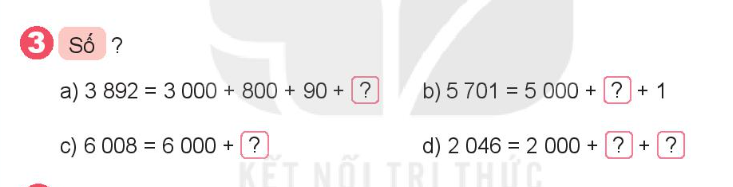 3 Số ?
a) 3 892 = 3 000 + 800 + 90 + ? b) 5 701 = 5 000 + ? + 1
c) 6 008 = 6 000 + ? d) 2 046 = 2 000 + ? + ?
KẾT NỐI TRI THỨC